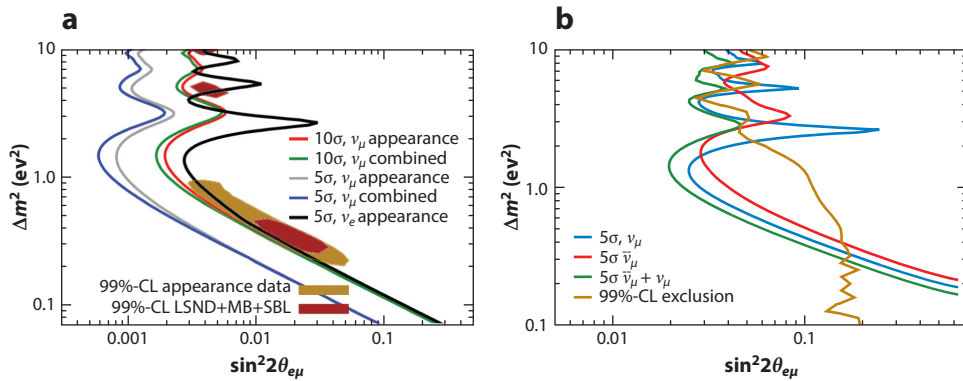 a
10
1.0
0.1
Δm² (ev²)
0.001
0.01
0.1
sin²2θeμ
10σ, νμ appearance
10σ, νμ combined
5σ, νμ appearance
5σ, νμ combined
5σ, νe appearance
99%-CL appearance data
99%-CL LSND+MB+SBL
b
10
1.0
0.1
Δm² (ev²)
0.01
0.1
sin²2θeμ
5σ, νμ
5σ ν̄μ
5σ ν̄μ + νμ
99%-CL exclusion